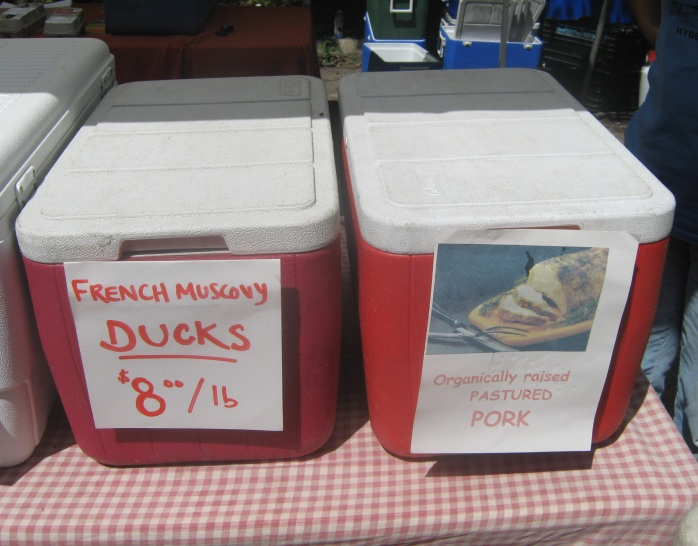 FRENCH MUSCOVY
DUCKS
$8.00/lb
Organically raised
PASTURED
PORK